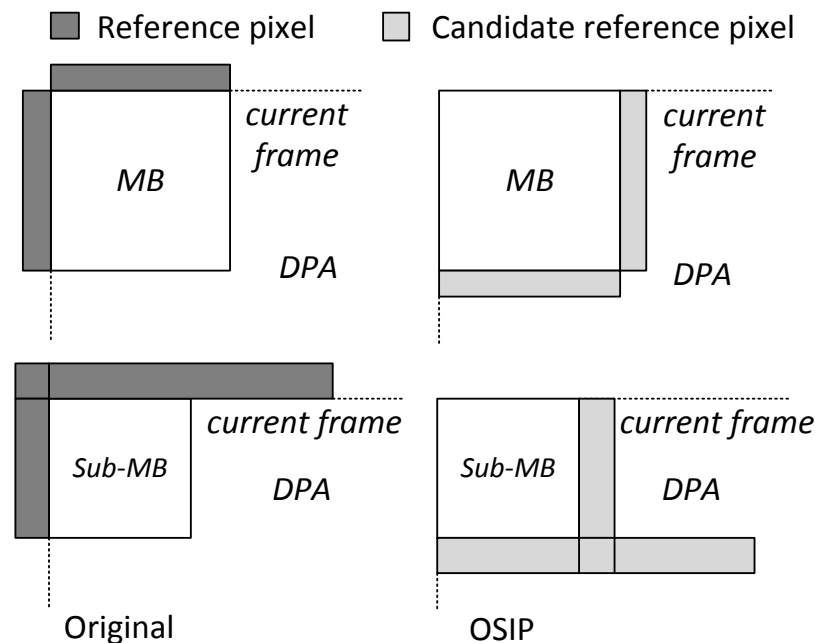 Reference pixel
Candidate reference pixel
current
frame
MB
DPA
current
frame
MB
DPA
current frame
Sub-MB
DPA
current frame
Sub-MB
DPA
Original
OSIP